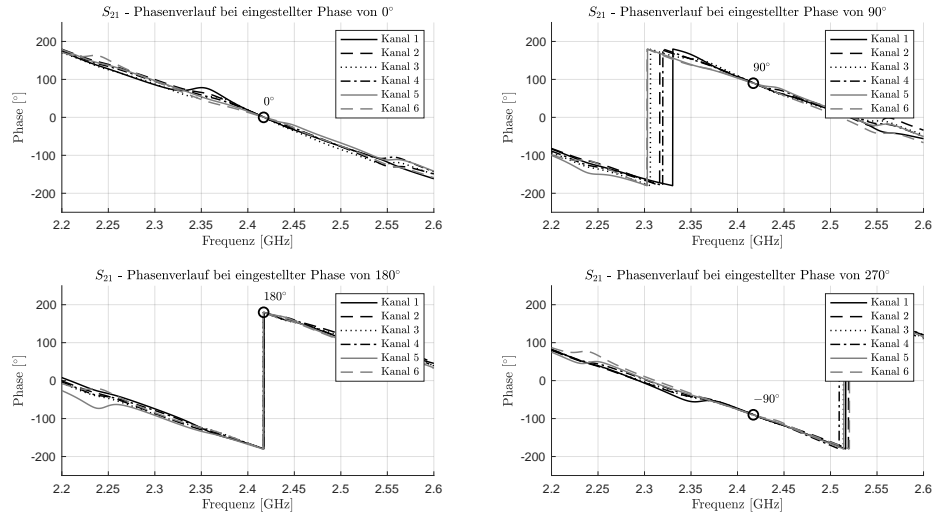 S21 - Phasenverlauf bei eingestellter Phase von 0°
Phase [°]
200
100
0
-100
-200
0°
Kanal 1
Kanal 2
Kanal 3
Kanal 4
Kanal 5
Kanal 6
2.2 2.25 2.3 2.35 2.4 2.45 2.5 2.55 2.6
Frequenz [GHz]
S21 - Phasenverlauf bei eingestellter Phase von 90°
Phase [°]
200
100
0
-100
-200
90°
Kanal 1
Kanal 2
Kanal 3
Kanal 4
Kanal 5
Kanal 6
2.2 2.25 2.3 2.35 2.4 2.45 2.5 2.55 2.6
Frequenz [GHz]
S21 - Phasenverlauf bei eingestellter Phase von 180°
Phase [°]
200
100
0
-100
-200
180°
Kanal 1
Kanal 2
Kanal 3
Kanal 4
Kanal 5
Kanal 6
2.2 2.25 2.3 2.35 2.4 2.45 2.5 2.55 2.6
Frequenz [GHz]
S21 - Phasenverlauf bei eingestellter Phase von 270°
Phase [°]
200
100
0
-100
-200
−90°
Kanal 1
Kanal 2
Kanal 3
Kanal 4
Kanal 5
Kanal 6
2.2 2.25 2.3 2.35 2.4 2.45 2.5 2.55 2.6
Frequenz [GHz]